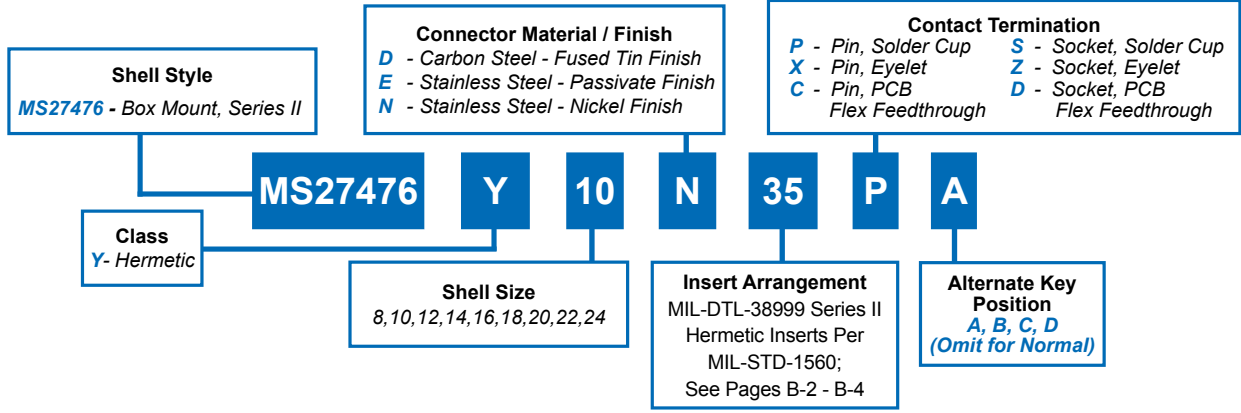 Shell Style
MS27476 - Box Mount, Series II
Connector Material / Finish
D - Carbon Steel - Fused Tin Finish
E - Stainless Steel - Passivate Finish
N - Stainless Steel - Nickel Finish
Contact Termination
P - Pin, Solder Cup
X - Pin, Eyelet
C - Pin, PCB
Flex Feedthrough
S - Socket, Solder Cup
Z - Socket, Eyelet
D - Socket, PCB
Flex Feedthrough
MS27476 Y 10 N 35 P A
Class
Y- Hermetic
Shell Size
8,10,12,14,16,18,20,22,24
Insert Arrangement
MIL-DTL-38999 Series II
Hermetic Inserts Per
MIL-STD-1560;
See Pages B-2 - B-4
Alternate Key
Position
A, B, C, D
(Omit for Normal)